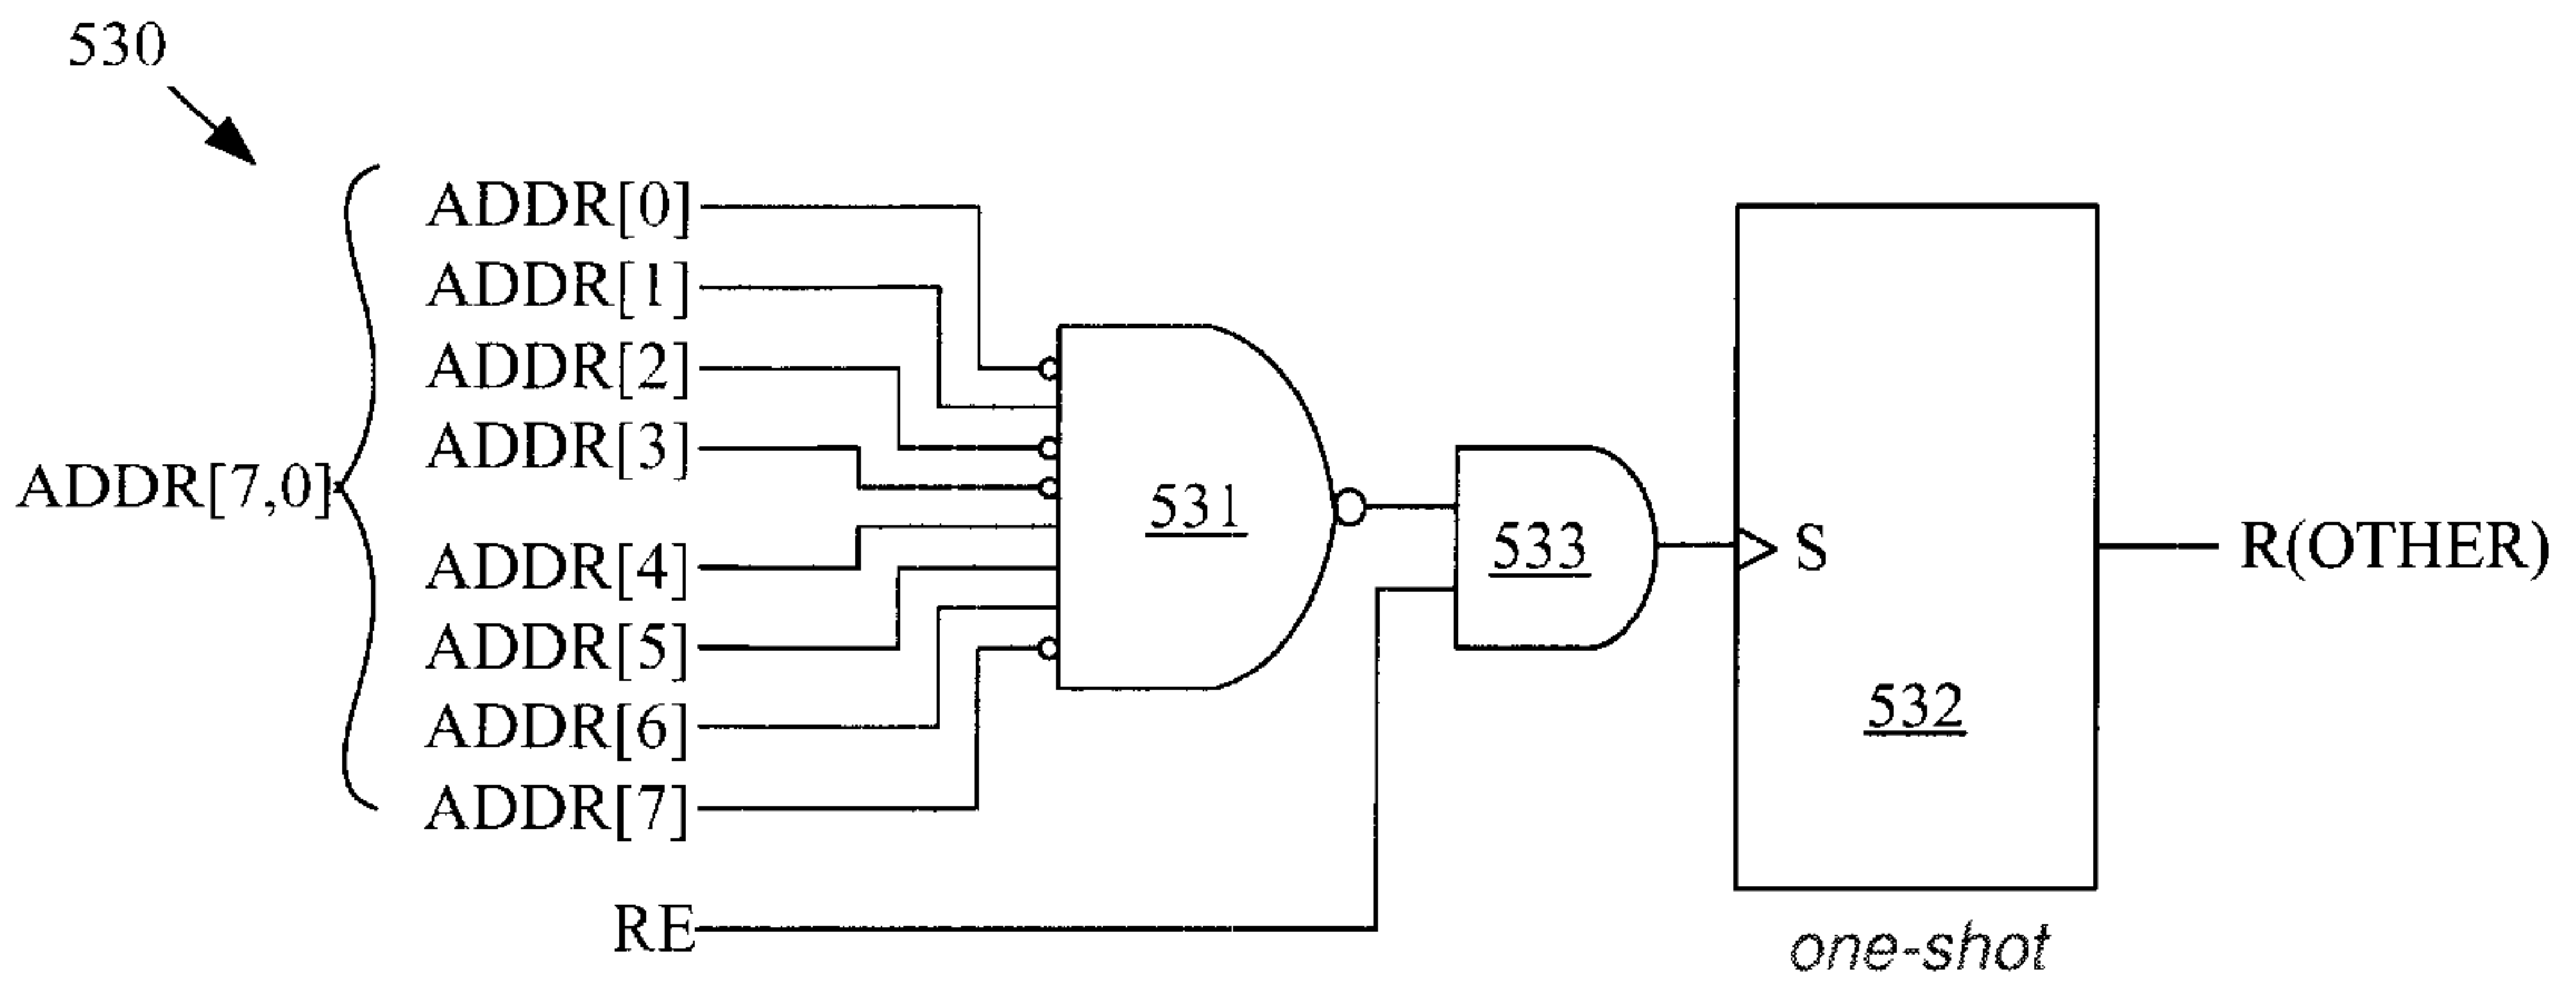 530
ADDR[0]
ADDR[1]
ADDR[2]
ADDR[3]
ADDR[7,0]
ADDR[4]
ADDR[5]
ADDR[6]
ADDR[7]
RE
531
533
S
532
R(OTHER)
one-shot